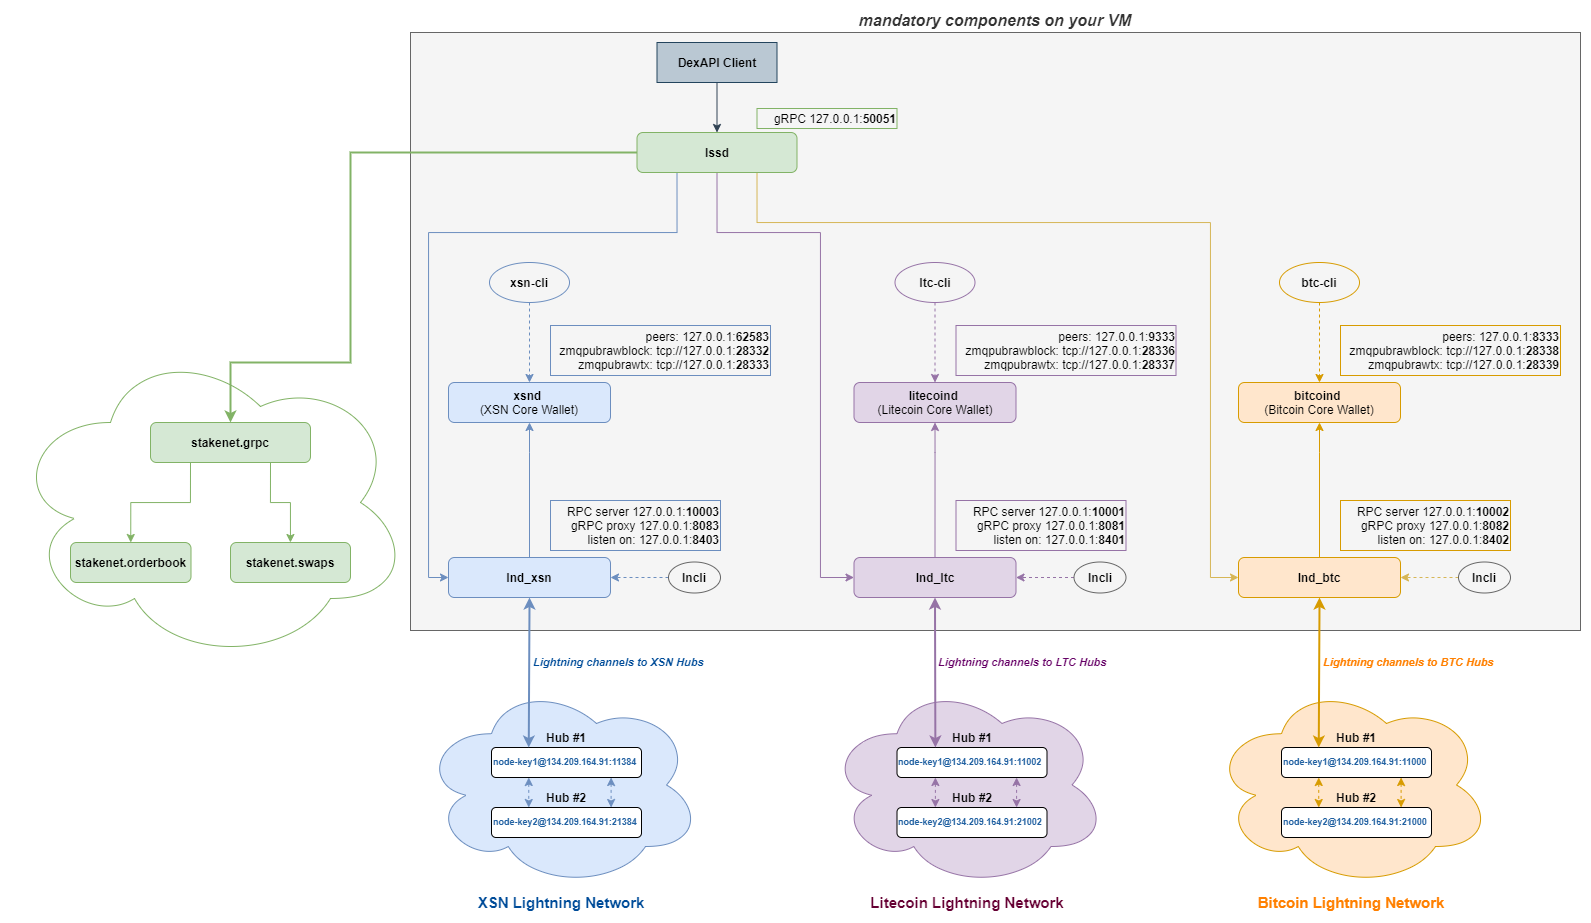 mandatory components on your VM
DexAPI Client
gRPC 127.0.0.1:50051
lssd
xsn-cli
ltc-cli
btc-cli
peers: 127.0.0.1:62583
zmqpubrawblock: tcp://127.0.0.1:28332
zmqpubrawtx: tcp://127.0.0.1:28333
peers: 127.0.0.1:9333
zmqpubrawblock: tcp://127.0.0.1:28336
zmqpubrawtx: tcp://127.0.0.1:28337
peers: 127.0.0.1:8333
zmqpubrawblock: tcp://127.0.0.1:28338
zmqpubrawtx: tcp://127.0.0.1:28339
xsnd
(XSN Core Wallet)
litecoind
(Litecoin Core Wallet)
bitcoind
(Bitcoin Core Wallet)
stakenet.grpc
stakenet.orderbook
stakenet.swaps
RPC server 127.0.0.1:10003
gRPC proxy 127.0.0.1:8083
listen on: 127.0.0.1:8403
RPC server 127.0.0.1:10001
gRPC proxy 127.0.0.1:8081
listen on: 127.0.0.1:8401
RPC server 127.0.0.1:10002
gRPC proxy 127.0.0.1:8082
listen on: 127.0.0.1:8402
lnd_xsn
lncli
lnd_ltc
lncli
lnd_btc
lncli
Lightning channels to XSN Hubs
Lightning channels to LTC Hubs
Lightning channels to BTC Hubs
Hub #1
node-key1@134.209.164.91:11384
Hub #2
node-key2@134.209.164.91:21384
Hub #1
node-key1@134.209.164.91:11002
Hub #2
node-key2@134.209.164.91:21002
Hub #1
node-key1@134.209.164.91:11000
Hub #2
node-key2@134.209.164.91:21000
XSN Lightning Network
Litecoin Lightning Network
Bitcoin Lightning Network